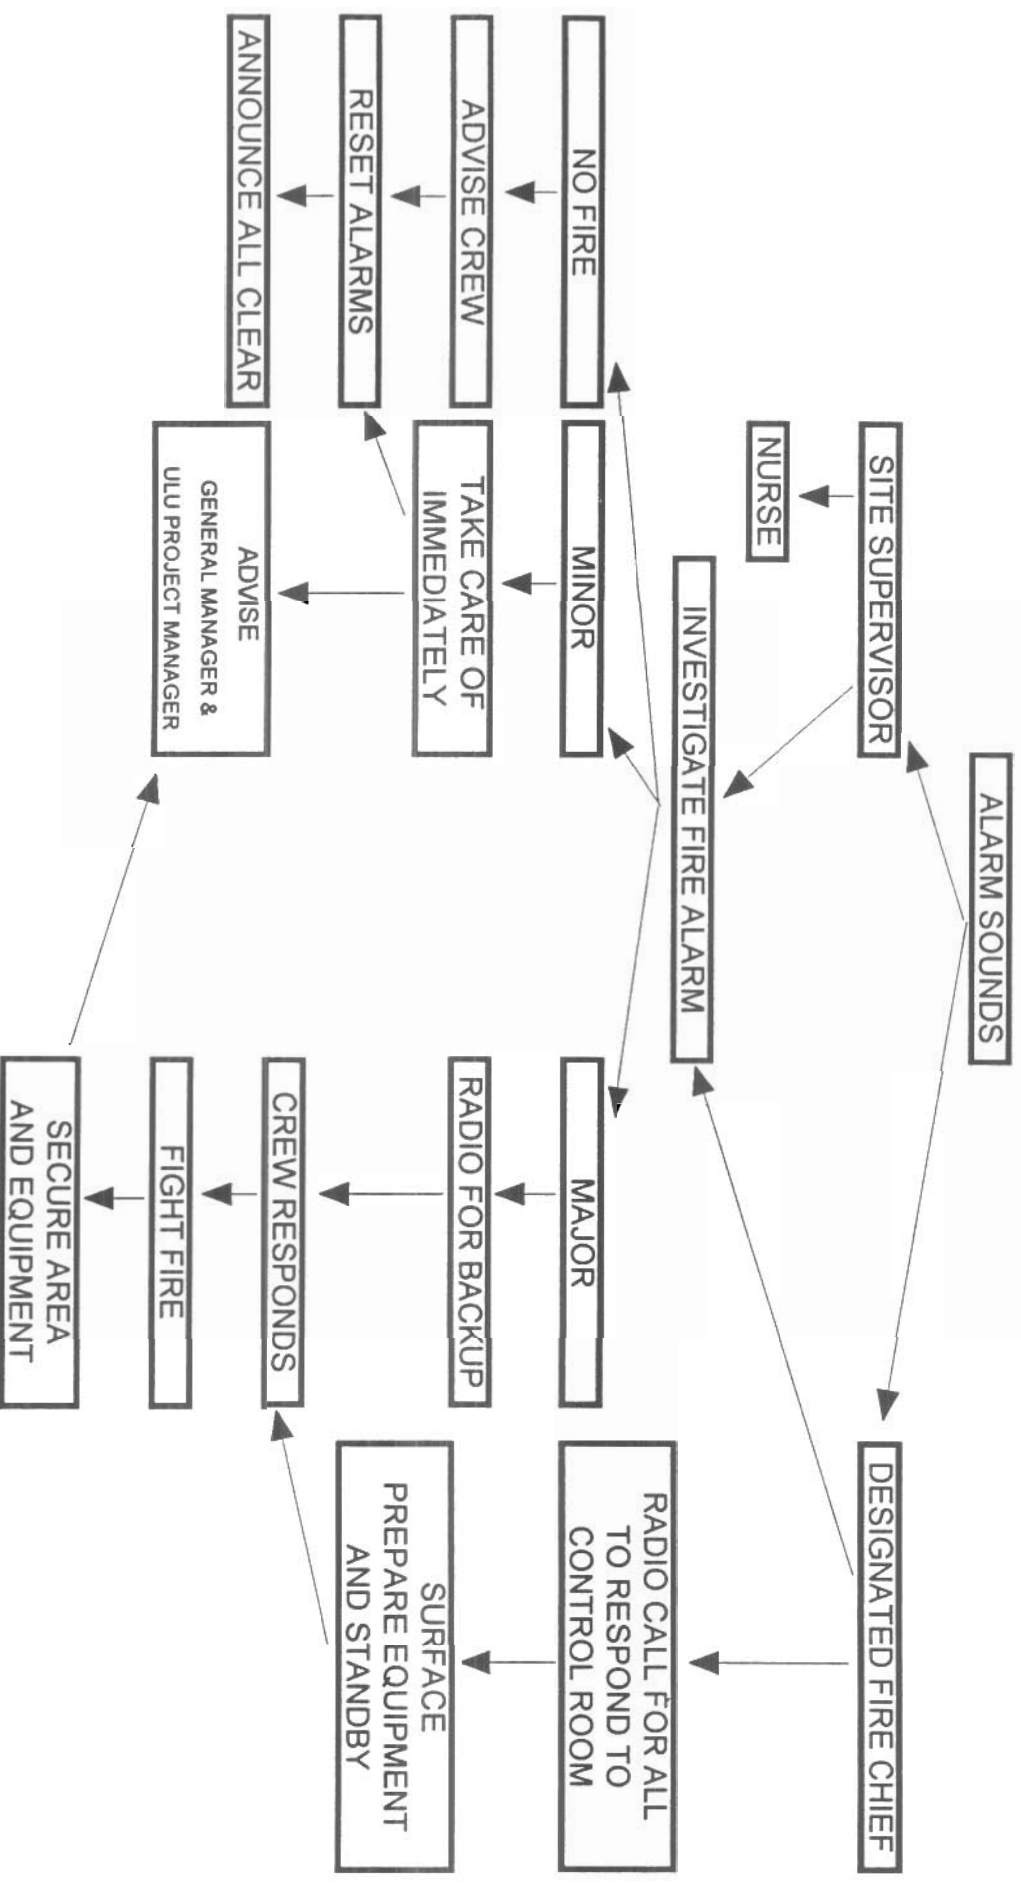 ALARM SOUNDS
SITE SUPERVISOR
DESIGNATED FIRE CHIEF
NURSE
INVESTIGATE FIRE ALARM
NO FIRE
MINOR
MAJOR
RADIO CALL FOR ALL
TO RESPOND TO
CONTROL ROOM
ADVISE CREW
TAKE CARE OF
IMMEDIATELY
RADIO FOR BACKUP
SURFACE
PREPARE EQUIPMENT
AND STANDBY
RESET ALARMS
ANNOUNCE ALL CLEAR
ADVISE
GENERAL MANAGER &
ULU PROJECT MANAGER
CREW RESPONDS
FIGHT FIRE
SECURE AREA
AND EQUIPMENT